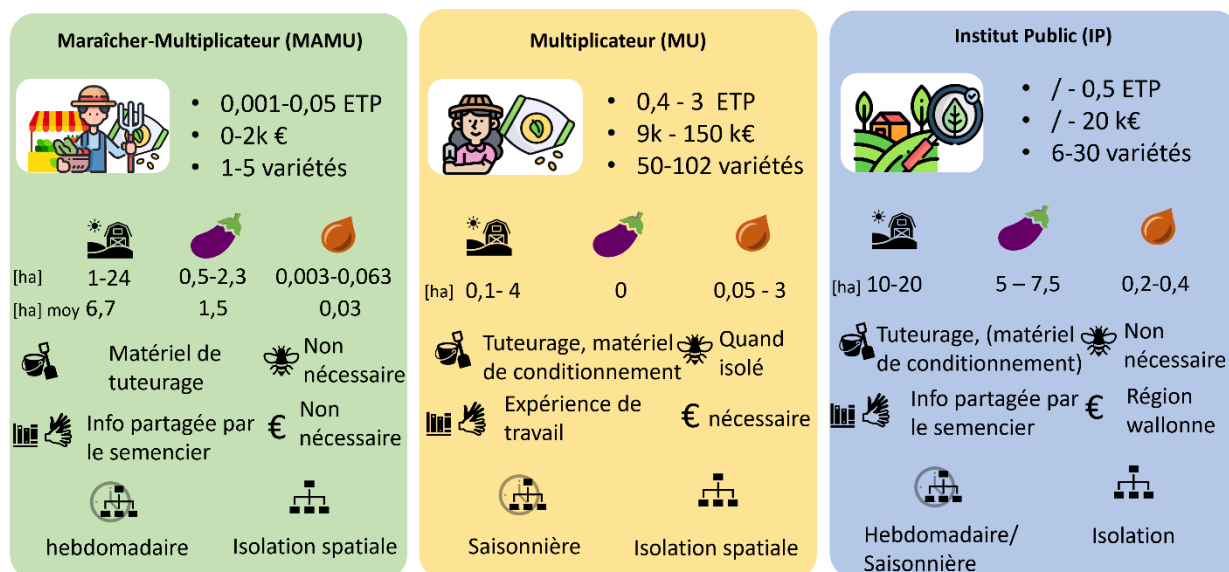 Maraîcher-Multiplicateur (MAMU)
• 0,001-0,05 ETP
• 0-2k €
• 1-5 variétés
[ha] 1-24 0,5-2,3 0,003-0,063
[ha] moy 6,7 1,5 0,03
Matériel de
tuteurage
Non
nécessaire
Info partagée par
le semencier
€ Non
nécessaire
hebdomadaire
Isolation spatiale
Multiplicateur (MU)
• 0,4 - 3 ETP
• 9k - 150 k€
• 50-102 variétés
[ha] 0,1- 4 0 0,05 - 3
Tuteurage, matériel
de conditionnement
Quand
isolé
Expérience de
travail
€ nécessaire
Saisonnière
Isolation spatiale
Institut Public (IP)
• / - 0,5 ETP
• / - 20 k€
• 6-30 variétés
[ha] 10-20 5 – 7,5 0,2-0,4
Tuteurage, (matériel
de conditionnement)
Non
nécessaire
Info partagée par
le semencier
€ Région
wallonne
Hebdomadaire/
Saisonnière
Isolation